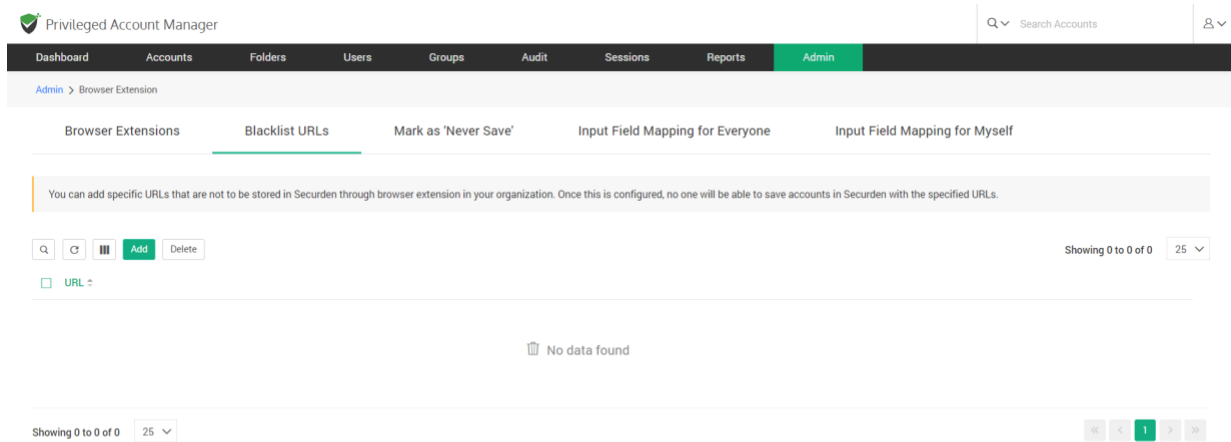 Privileged Account Manager
Search Accounts
Dashboard Accounts Folders Users Groups Audit Sessions Reports Admin
Admin > Browser Extension
Browser Extensions Blacklist URLs Mark as 'Never Save' Input Field Mapping for Everyone Input Field Mapping for Myself
You can add specific URLs that are not to be stored in Securden through browser extension in your organization. Once this is configured, no one will be able to save accounts in Securden with the specified URLs.
Add Delete Showing 0 to 0 of 0 25
URL
No data found
Showing 0 to 0 of 0 25 « < 1 > »